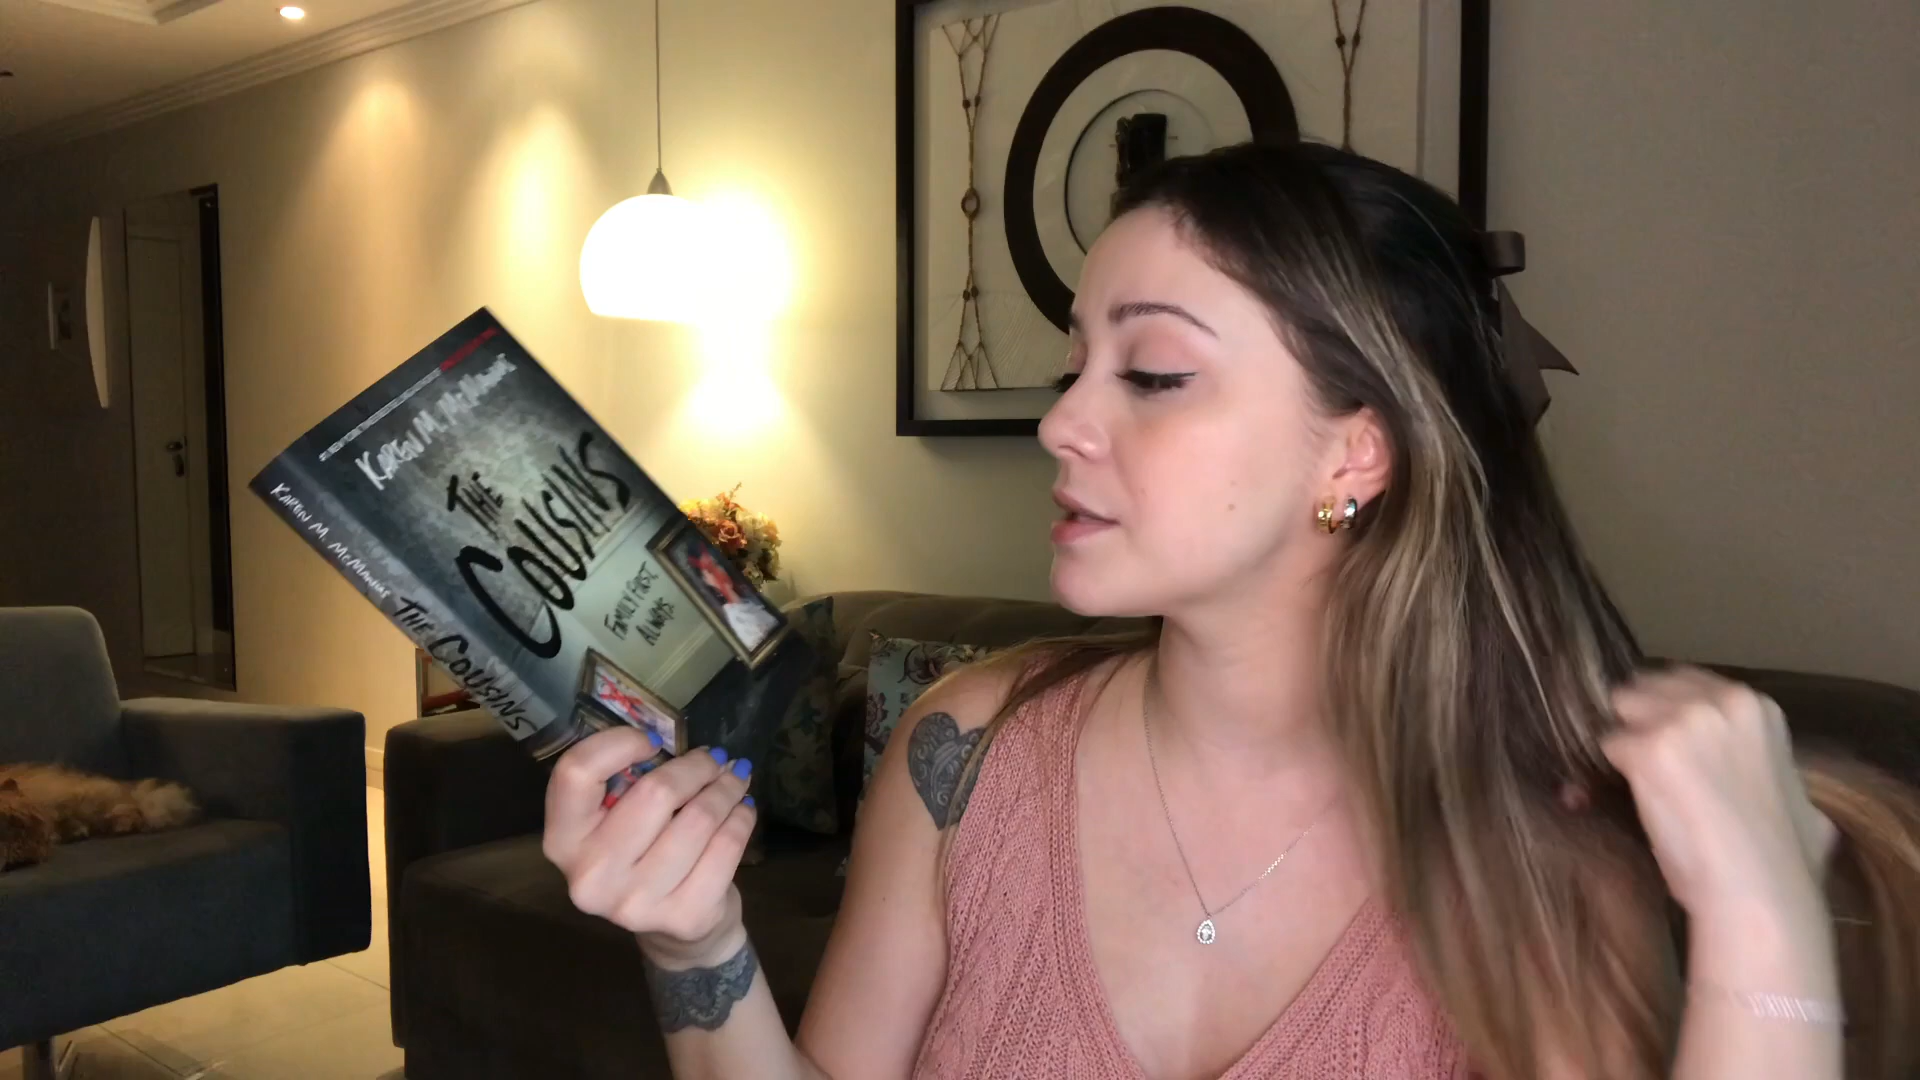 KAREN M. MCMANUS
THE
COUSINS
FAMILY FIRST.
ALWAYS.
KAREN M. MCMANUS THE COUSINS